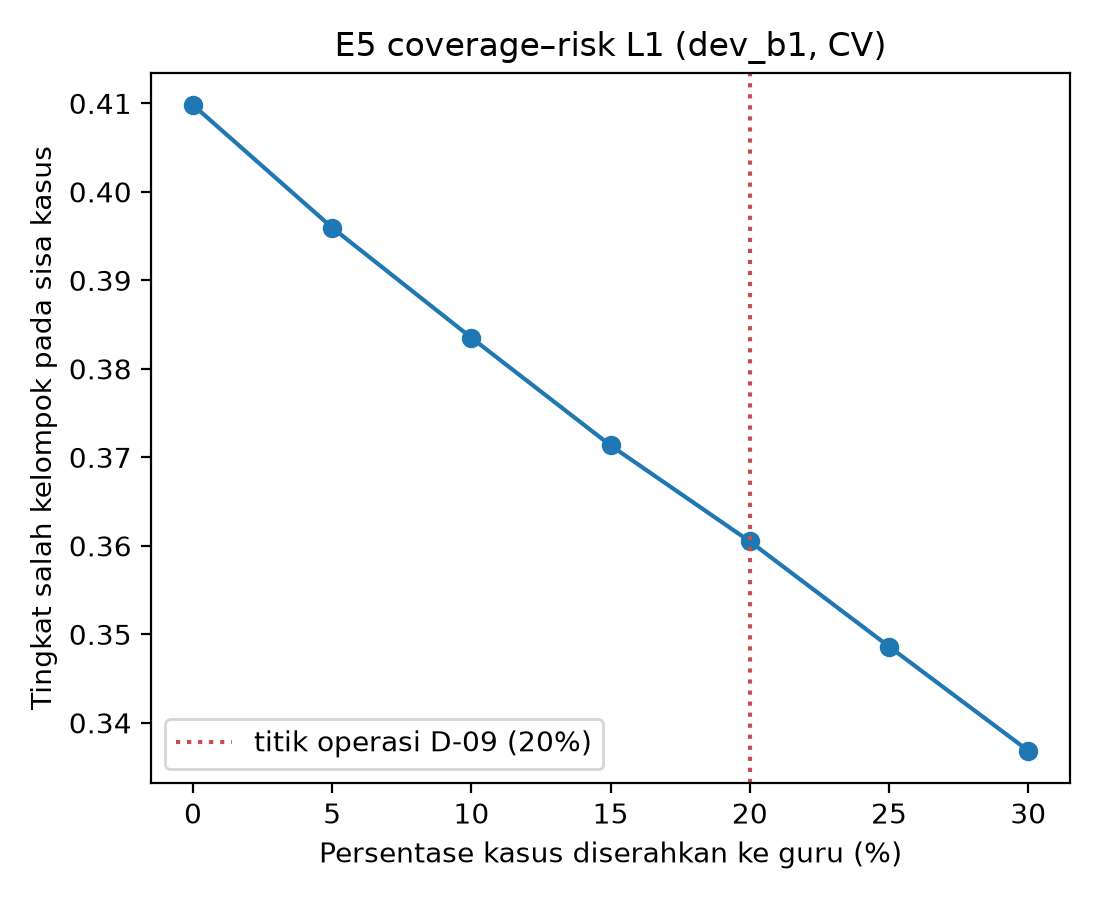 E5 coverage–risk L1 (dev_b1, CV)
Tingkat salah kelompok pada sisa kasus
0.41
0.40
0.39
0.38
0.37
0.36
0.35
0.34
titik operasi D-09 (20%)
0 5 10 15 20 25 30
Persentase kasus diserahkan ke guru (%)